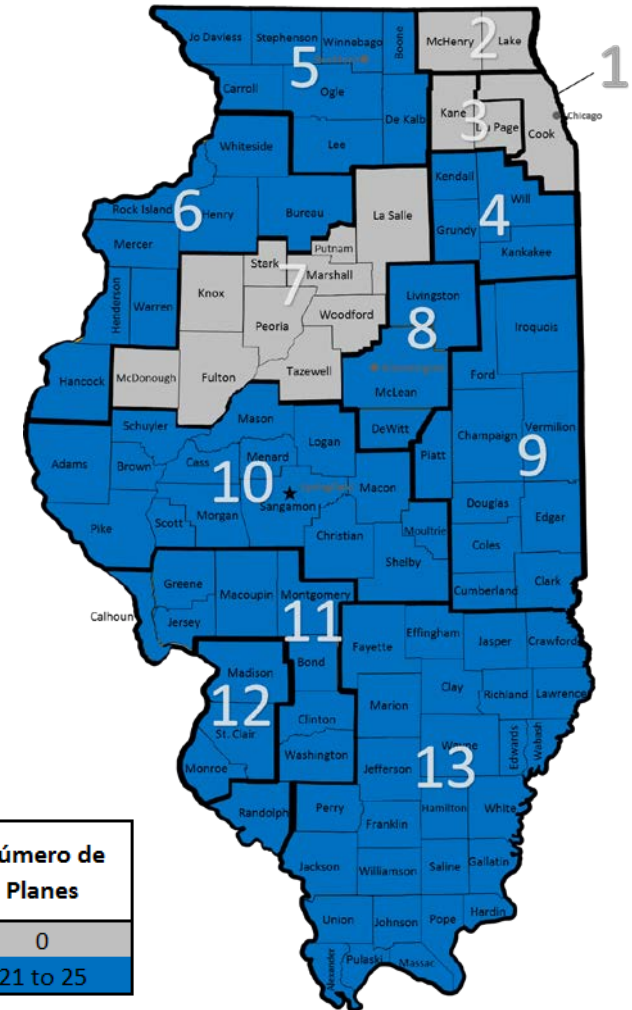 Jo Daviess Stephenson Winnebago Boone McHenry Lake
5 2 1
Carroll Ogle De Kalb Kane 3 Du Page Cook Chicago
Whiteside Lee
Kendall Will
Rock Island 6 Henry Bureau La Salle Grundy 4
Mercer Putnam Kankakee
Stark 7 Marshall
Henderson Warren Knox Peoria Woodford Livingston Iroquois
8
Hancock McDonough Fulton Tazewell McLean Ford
Mason DeWitt Champaign Vermilion
Schuyler Logan Piatt 9
Adams Brown Cass Menard Macon
10 Sangamon Douglas Edgar
Pike Scott Morgan Christian Moultrie Coles
Shelby Cumberland Clark
Greene Macoupin Montgomery
Calhoun Jersey 11 Fayette Effingham Jasper Crawford
Madison Bond Clay Richland Lawrence
12 Marion
St. Clair Clinton Wayne Edwards Wabash
Monroe Washington Jefferson 13
Randolph Perry Hamilton White
Franklin
Jackson Williamson Saline Gallatin
Union Johnson Pope Hardin
Alexander Pulaski Massac
úmero de
Planes
0
21 to 25